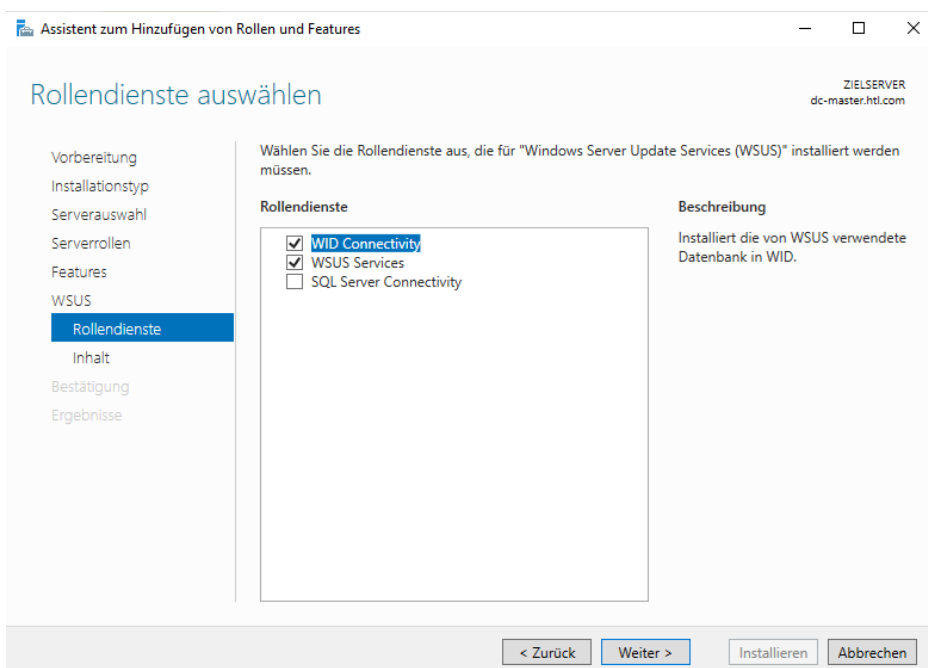 Assistent zum Hinzufügen von Rollen und Features
Rollendienste auswählen
ZIELSERVER
dc-master.htl.com
Vorbereitung
Installationstyp
Serverauswahl
Serverrollen
Features
WSUS
Rollendienste
Inhalt
Bestätigung
Ergebnisse
Wählen Sie die Rollendienste aus, die für "Windows Server Update Services (WSUS)" installiert werden
müssen.
Rollendienste
WID Connectivity
WSUS Services
SQL Server Connectivity
Beschreibung
Installiert die von WSUS verwendete
Datenbank in WID.
< Zurück
Weiter >
Installieren
Abbrechen